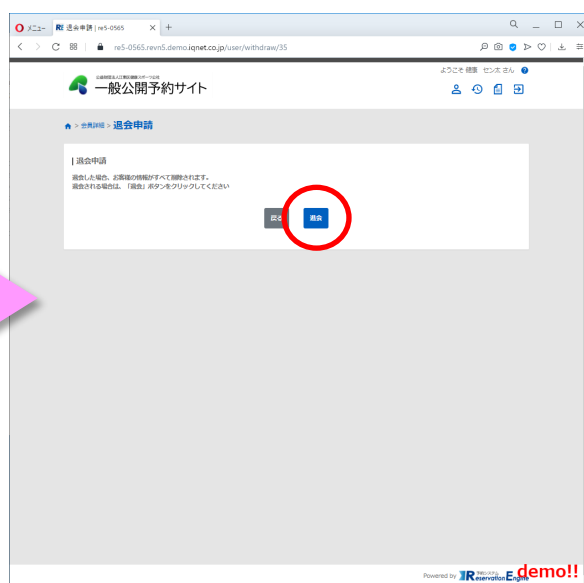 メニュー
退会申請 | re5-0565
re5-0565.revn5.demo.iqnet.co.jp/user/withdraw/35
ようこそ 健康 センタ さん
一般公開予約サイト
> 会員詳細 > 退会申請
退会申請
退会した場合、お客様の情報がすべて削除されます。
退会される場合は、「退会」ボタンをクリックしてください
戻る 退会
Powered by Reservation Engine
demo!!